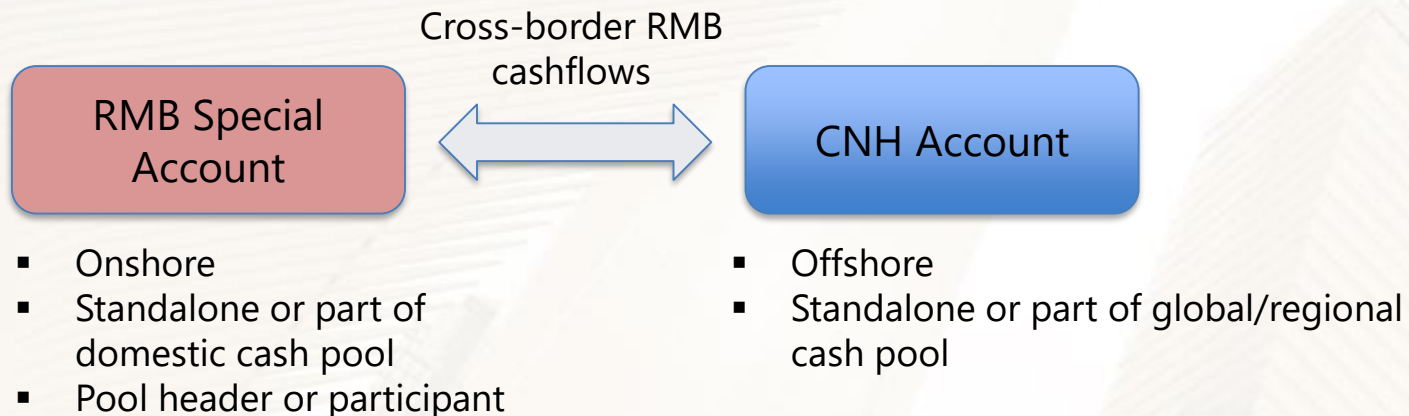 Cross-border RMB
cashflows
RMB Special
Account
CNH Account
▪ Onshore
▪ Standalone or part of
domestic cash pool
▪ Pool header or participant
▪ Offshore
▪ Standalone or part of global/regional
cash pool